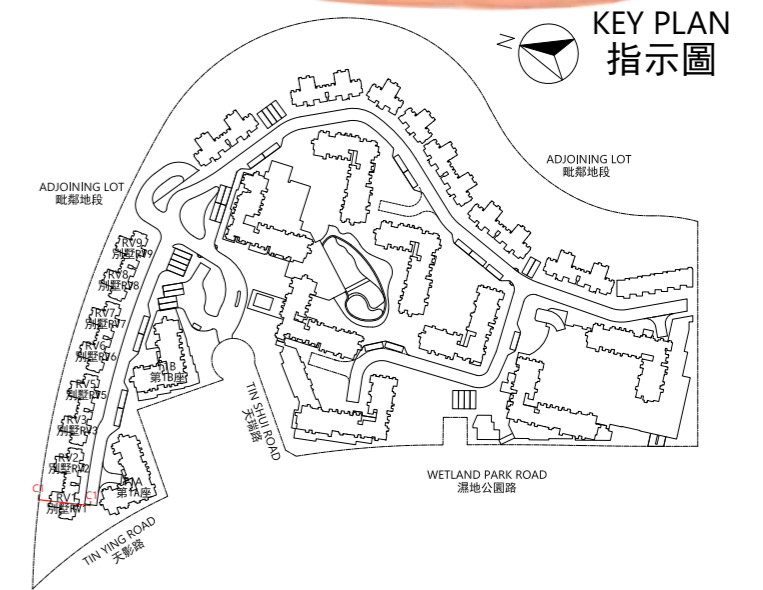 KEY PLAN
指示圖
N
ADJOINING LOT
毗鄰地段
ADJOINING LOT
毗鄰地段
RV9
別墅RV9
RV8
別墅RV8
RV7
別墅RV7
RV6
別墅RV6
RV5
別墅RV5
RV3
別墅RV3
RV2
別墅RV2
RV1
別墅RV1
C1
C1
T1B
第1B座
T1A
第1A座
TIN SHUI ROAD
天瑞路
WETLAND PARK ROAD
濕地公園路
TIN YING ROAD
天影路